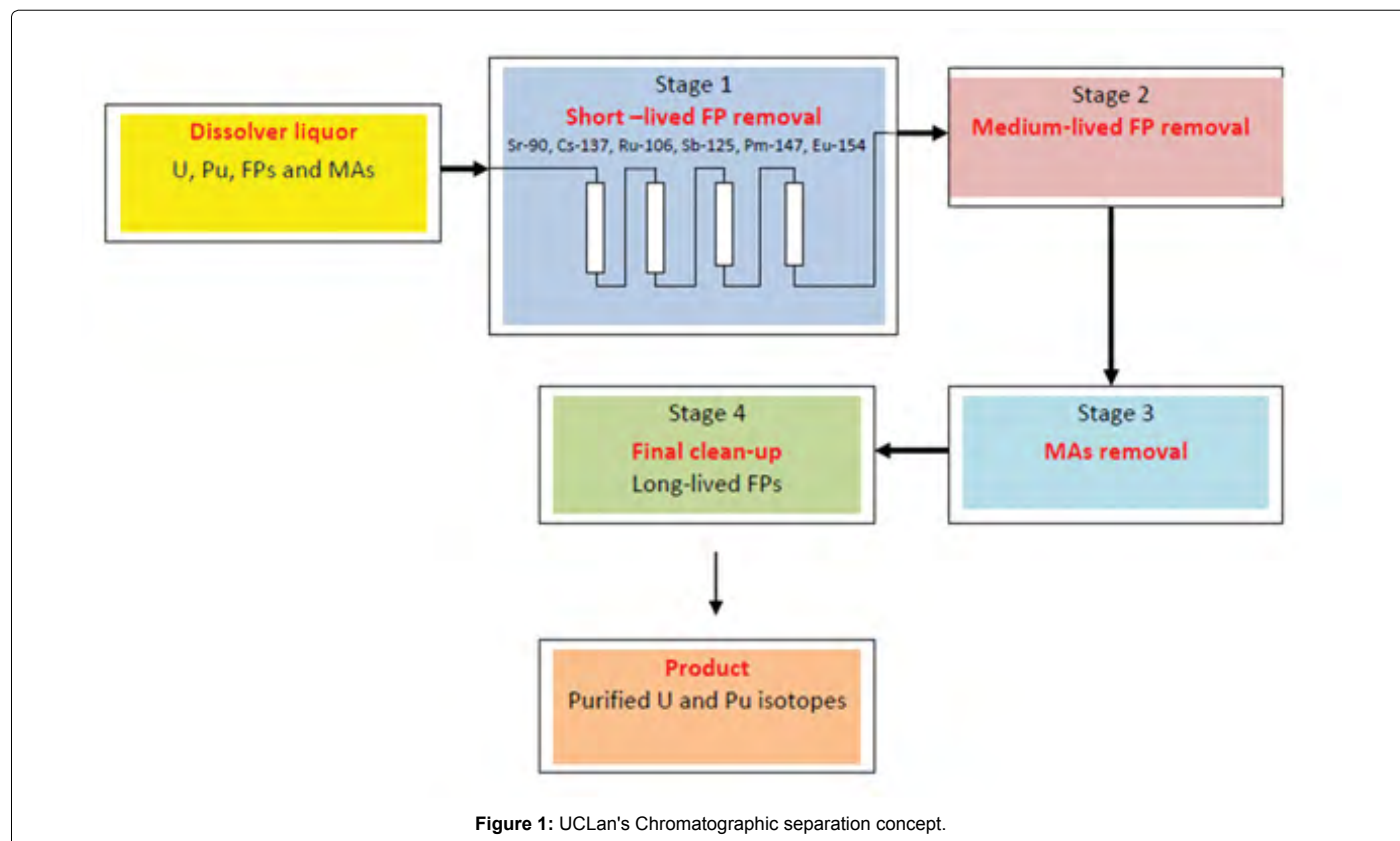 Dissolver liquor
U, Pu, FPs and MAs
Stage 1
Short –lived FP removal
Sr-90, Cs-137, Ru-106, Sb-125, Pm-147, Eu-154
Stage 2
Medium-lived FP removal
Stage 3
MAs removal
Stage 4
Final clean-up
Long-lived FPs
Product
Purified U and Pu isotopes
Figure 1: UCLan's Chromatographic separation concept.